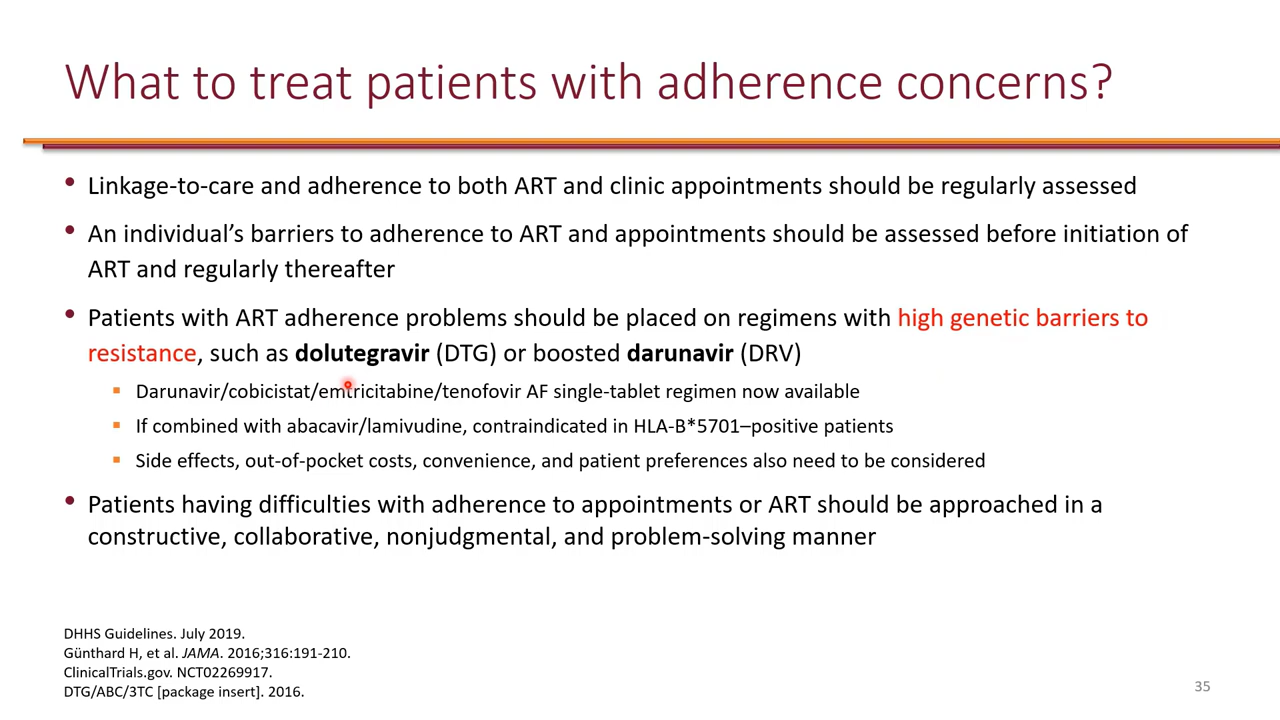 What to treat patients with adherence concerns?
• Linkage-to-care and adherence to both ART and clinic appointments should be regularly assessed
• An individual’s barriers to adherence to ART and appointments should be assessed before initiation of
ART and regularly thereafter
• Patients with ART adherence problems should be placed on regimens with high genetic barriers to
resistance, such as dolutegravir (DTG) or boosted darunavir (DRV)
▪ Darunavir/cobicistat/emtricitabine/tenofovir AF single-tablet regimen now available
▪ If combined with abacavir/lamivudine, contraindicated in HLA-B*5701–positive patients
▪ Side effects, out-of-pocket costs, convenience, and patient preferences also need to be considered
• Patients having difficulties with adherence to appointments or ART should be approached in a
constructive, collaborative, nonjudgmental, and problem-solving manner
DHHS Guidelines. July 2019.
Günthard H, et al. JAMA. 2016;316:191-210.
ClinicalTrials.gov. NCT02269917.
DTG/ABC/3TC [package insert]. 2016.
35